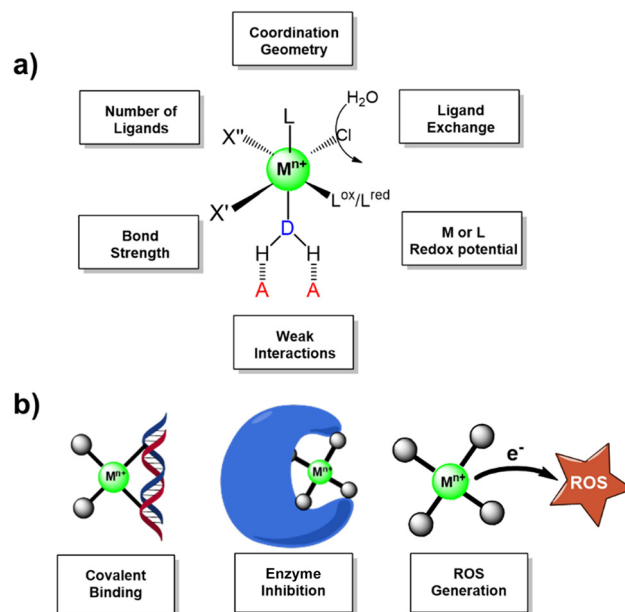 a)
Coordination
Geometry
Number of
Ligands
Ligand
Exchange
H₂O
L
Cl
X"
Mⁿ⁺
X'
Lᵒˣ/Lʳᵉᵈ
Bond
Strength
M or L
Redox potential
D
H H
A A
Weak
Interactions
b)
Mⁿ⁺
Mⁿ⁺
Mⁿ⁺
e⁻
ROS
Covalent
Binding
Enzyme
Inhibition
ROS
Generation